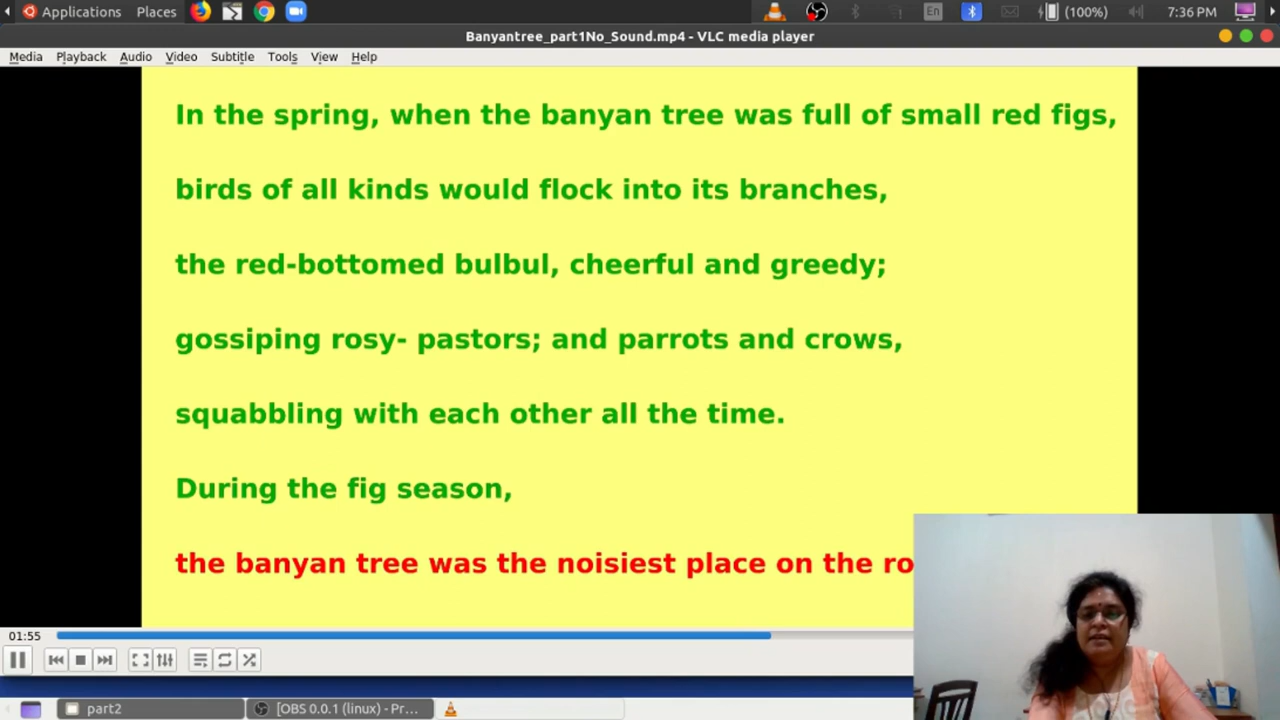 Applications Places En (100%) 7:36 PM
Banyantree_part1No_Sound.mp4 - VLC media player
Media Playback Audio Video Subtitle Tools View Help
In the spring, when the banyan tree was full of small red figs,
birds of all kinds would flock into its branches,
the red-bottomed bulbul, cheerful and greedy;
gossiping rosy- pastors; and parrots and crows,
squabbling with each other all the time.
During the fig season,
the banyan tree was the noisiest place on the
01:55
part2 [OBS 0.0.1 (linux) - Pr...